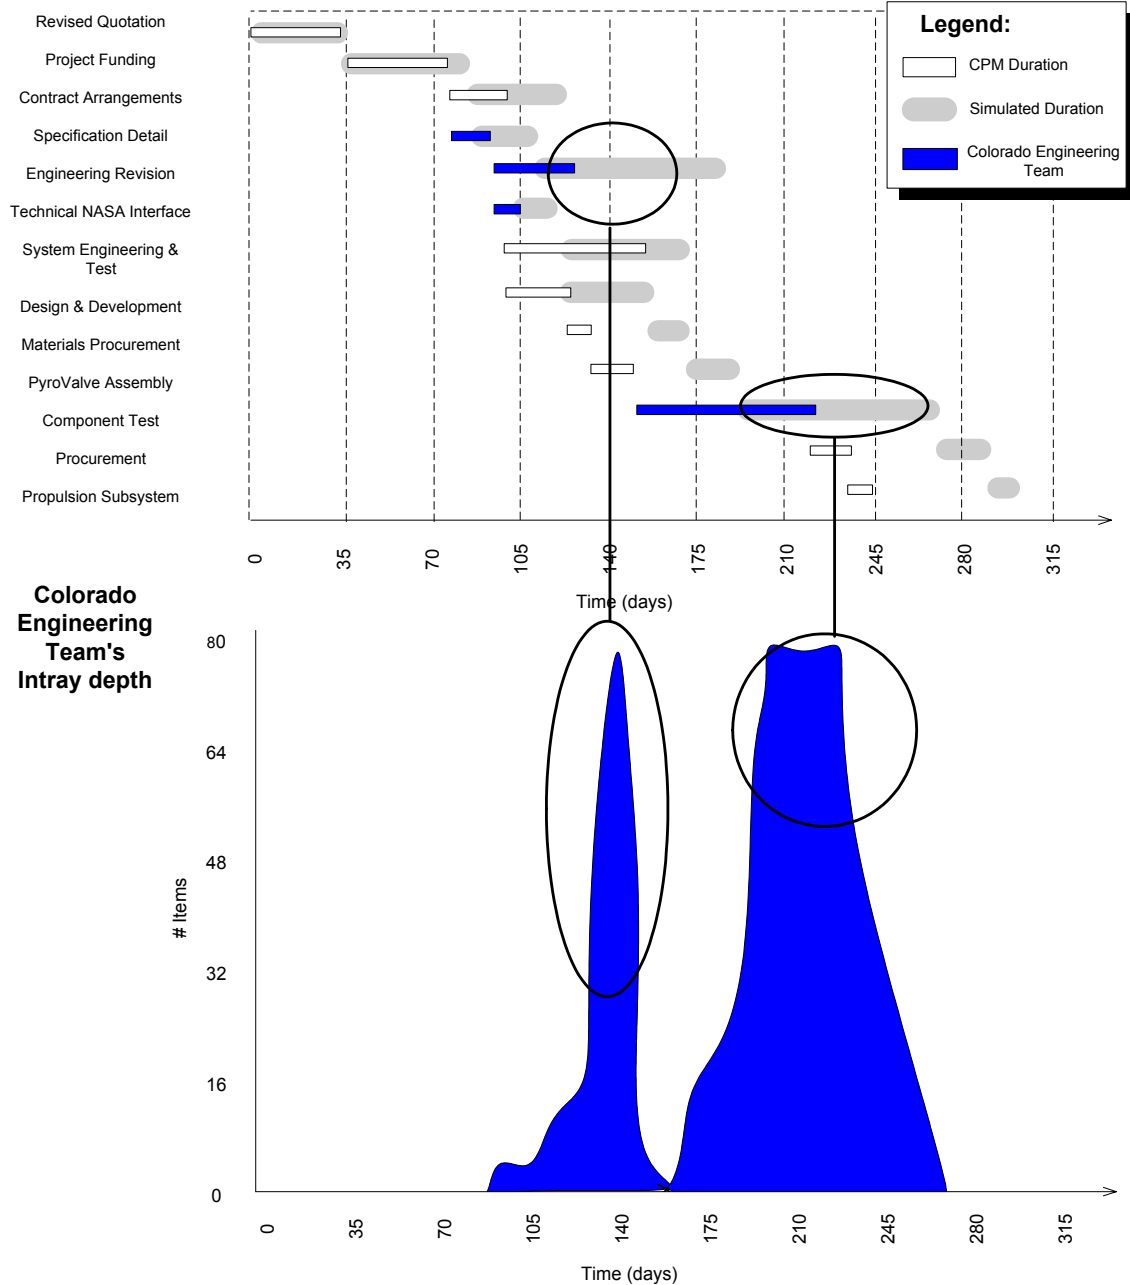 Revised Quotation
Project Funding
Contract Arrangements
Specification Detail
Engineering Revision
Technical NASA Interface
System Engineering &
Test
Design & Development
Materials Procurement
PyroValve Assembly
Component Test
Procurement
Propulsion Subsystem
Legend:
CPM Duration
Simulated Duration
Colorado Engineering
Team
0
35
70
105
140
175
210
245
280
315
Time (days)
Colorado
Engineering
Team's
Intray depth
80
64
48
32
16
0
# Items
0
35
70
105
140
175
210
245
280
315
Time (days)